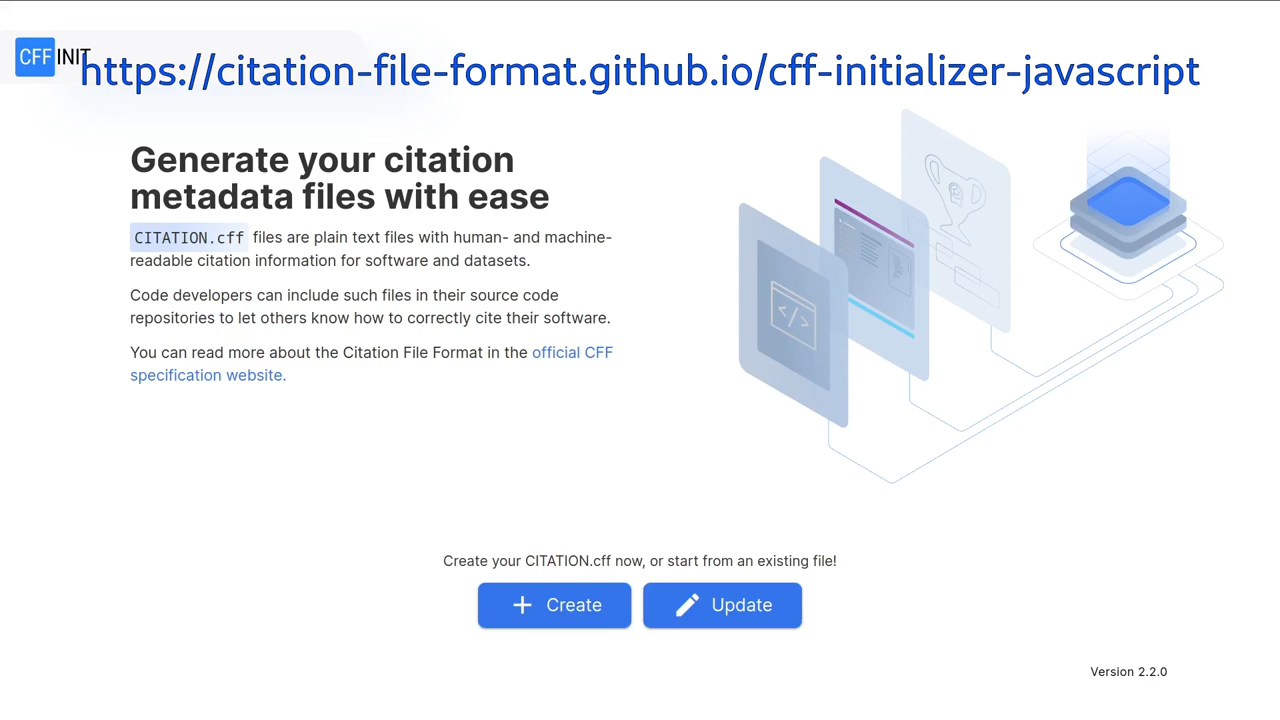 CFF INIT
https://citation-file-format.github.io/cff-initializer-javascript
Generate your citation
metadata files with ease
CITATION.cff files are plain text files with human- and machine-
readable citation information for software and datasets.
Code developers can include such files in their source code
repositories to let others know how to correctly cite their software.
You can read more about the Citation File Format in the official CFF
specification website.
</>
Create your CITATION.cff now, or start from an existing file!
+ Create
Update
Version 2.2.0